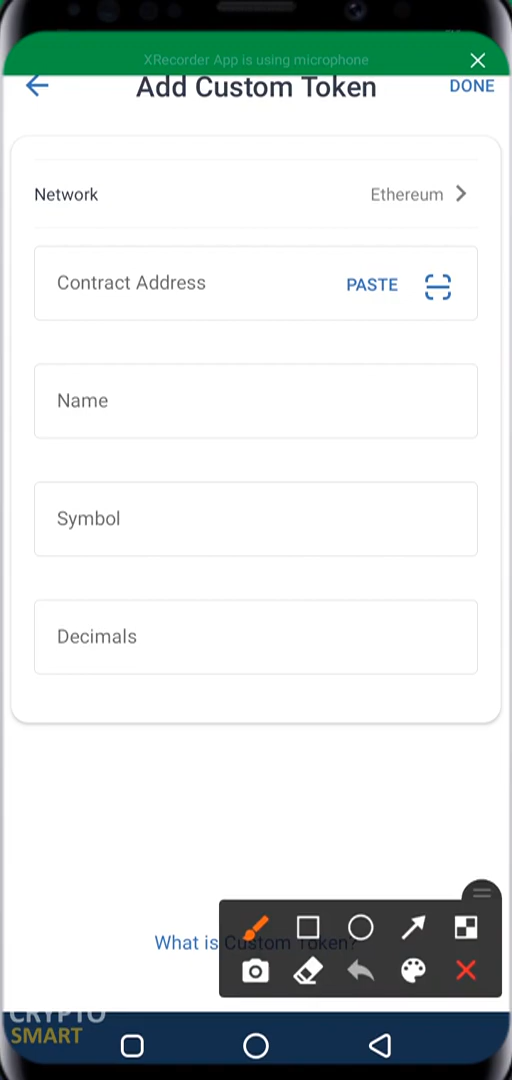 XRecorder App is using microphone
Add Custom Token
DONE
Network
Ethereum
Contract Address
PASTE
Name
Symbol
Decimals
What is Custom Token?
CRYPTO
SMART